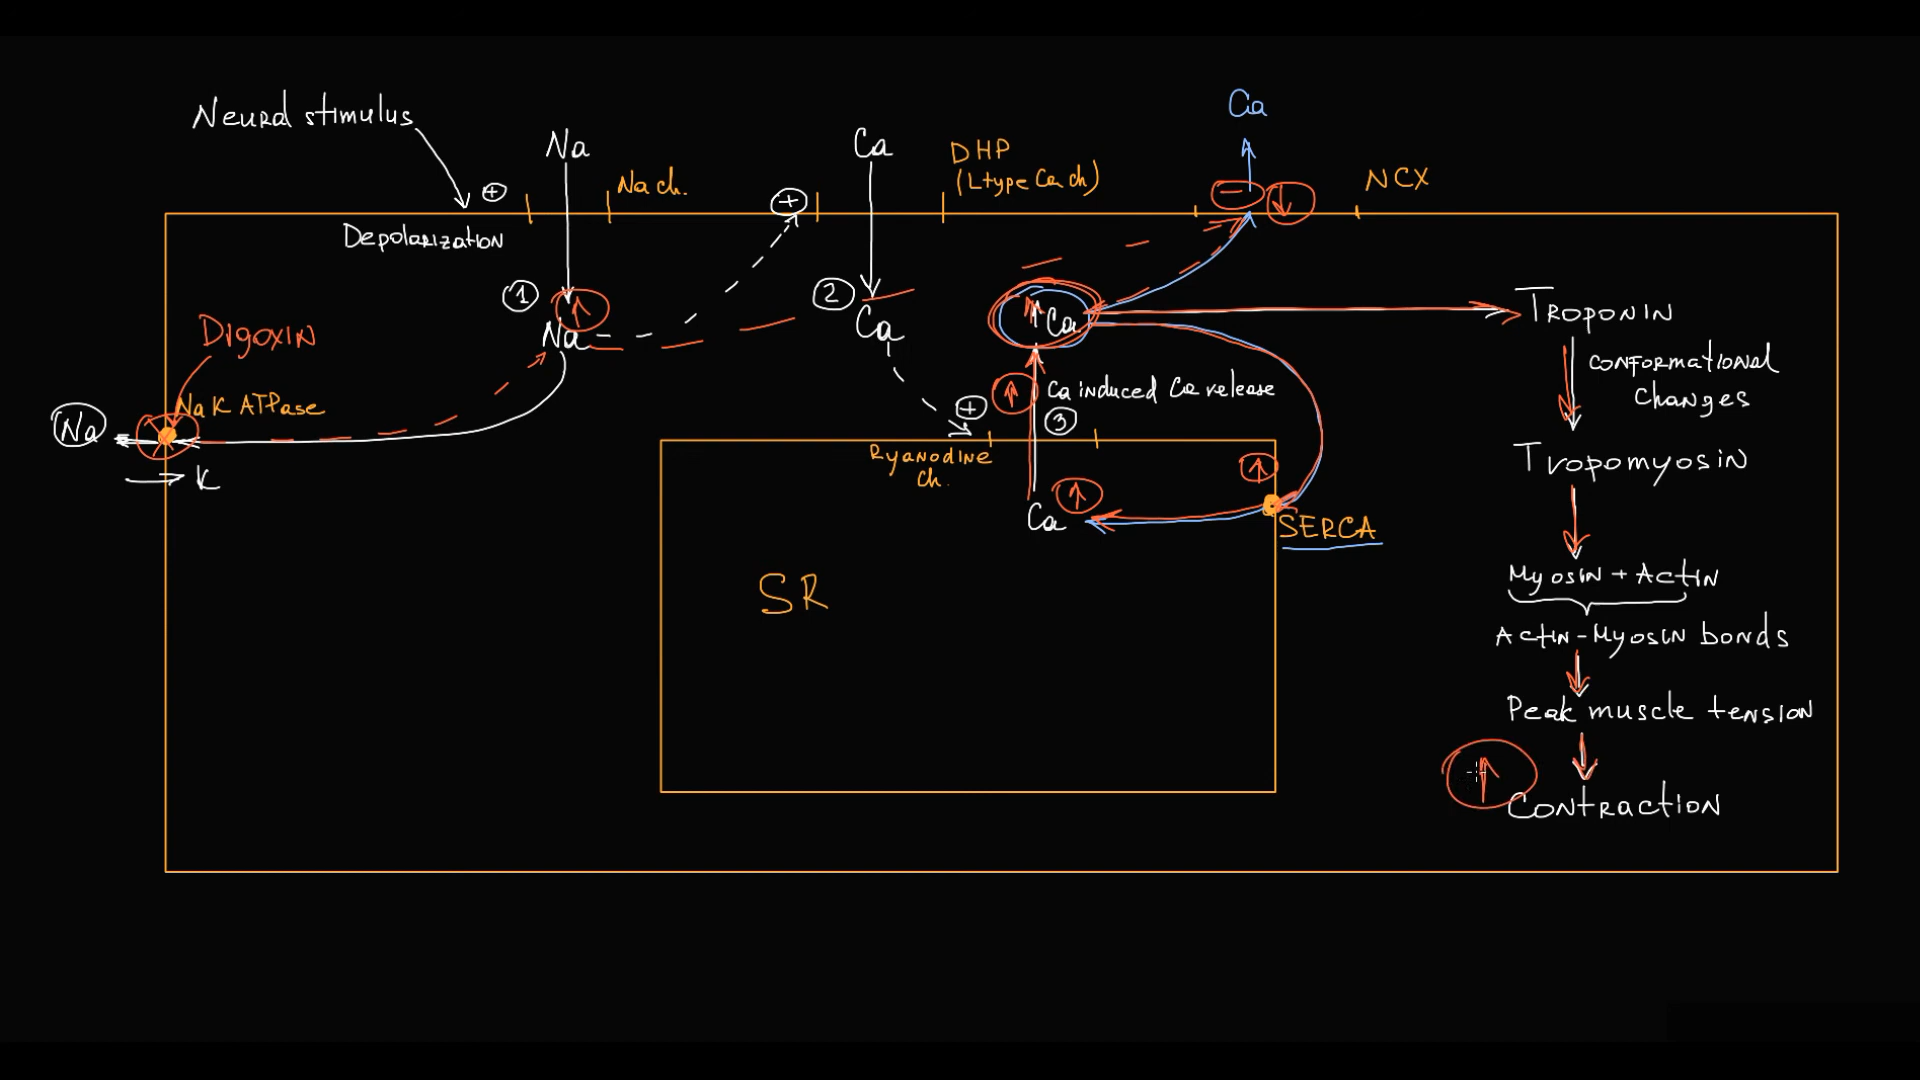 Neural stimulus
+
Na
Na ch.
Ca
DHP
(L type Ca ch)
Ca
NCX
+
-
↓
Depolarization
1
↑
Na
2
Ca
↑ Ca
Troponin
conformational
changes
Digoxin
Na K ATPase
Na
K
↑
Ca induced Ca release
+
3
Ryanodine
ch.
↑
Ca
↑
SERCA
SR
Tropomyosin
Myosin + Actin
Actin-Myosin bonds
Peak muscle tension
↑
Contraction